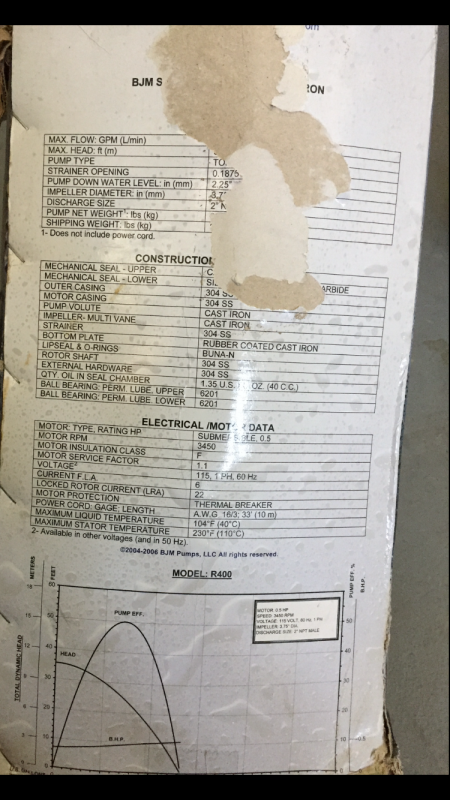 BJM S
RON
MAX. FLOW: GPM (L/min)
MAX. HEAD: ft (m)
PUMP TYPE TO
STRAINER OPENING 0.1875
PUMP DOWN WATER LEVEL: in (mm) 2.25"
IMPELLER DIAMETER: in (mm) 3.7
DISCHARGE SIZE 2" N
PUMP NET WEIGHT¹: lbs (kg)
SHIPPING WEIGHT: lbs (kg)
1- Does not include power cord.
CONSTRUCTIO
MECHANICAL SEAL - UPPER C
MECHANICAL SEAL - LOWER ARBIDE
OUTER CASING 304 SS
MOTOR CASING 304 SS
PUMP VOLUTE CAST IRON
IMPELLER- MULTI VANE CAST IRON
STRAINER 304 SS
BOTTOM PLATE RUBBER COATED CAST IRON
LIPSEAL & O-RINGS BUNA-N
ROTOR SHAFT 304 SS
EXTERNAL HARDWARE 304 SS
QTY. OIL IN SEAL CHAMBER 1.35 U.S. OZ. (40 C.C.)
BALL BEARING: PERM. LUBE. UPPER 6201
BALL BEARING: PERM. LUBE. LOWER 6201
ELECTRICAL /MOTOR DATA
MOTOR: TYPE, RATING HP SUBMERSIBLE, 0.5
MOTOR RPM 3450
MOTOR INSULATION CLASS F
MOTOR SERVICE FACTOR 1.1
VOLTAGE² 115, 1 PH, 60 Hz
CURRENT F.L.A. 6
LOCKED ROTOR CURRENT (LRA) 22
MOTOR PROTECTION THERMAL BREAKER
POWER CORD: GAGE; LENGTH A.W.G. 16/3; 33' (10 m)
MAXIMUM LIQUID TEMPERATURE 104°F (40°C)
MAXIMUM STATOR TEMPERATURE 230°F (110°C)
2- Available in other voltages (and in 50 Hz).
©2004-2006 BJM Pumps, LLC All rights reserved.
MODEL: R400
METERS
FEET
PUMP EFF. %
B.H.P.
TOTAL DYNAMIC HEAD
60
50
40
30
20
10
PUMP EFF.
HEAD
B.H.P.
MOTOR: 0.5 HP
SPEED: 3450 RPM
VOLTAGE: 115 VOLT, 60 Hz, 1 PH
IMPELLER: 3.75" DIA.
DISCHARGE SIZE: 2" NPT MALE
50
40
30
20
10